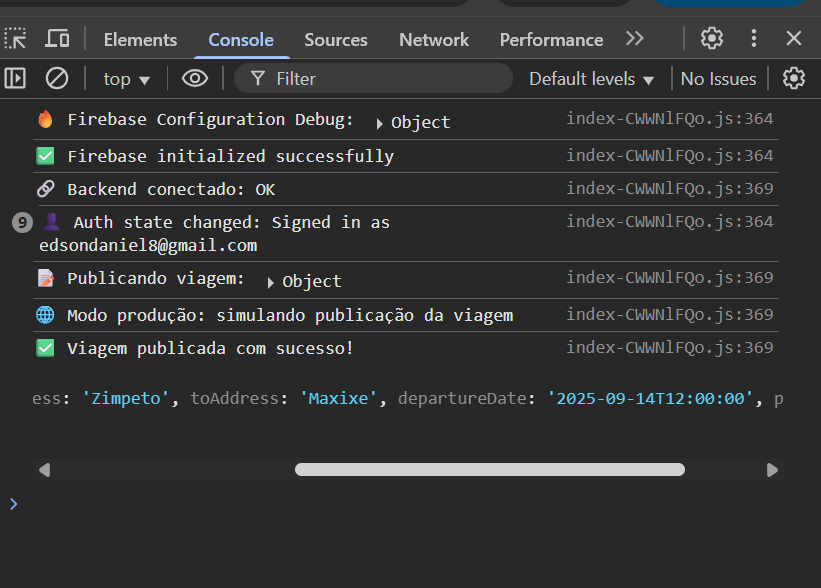 Elements Console Sources Network Performance
top Filter Default levels No Issues
🔥 Firebase Configuration Debug: Object index-CWWNlFQo.js:364
✅ Firebase initialized successfully index-CWWNlFQo.js:364
🔗 Backend conectado: OK index-CWWNlFQo.js:369
9 👤 Auth state changed: Signed in as index-CWWNlFQo.js:364
edsondaniel8@gmail.com
📝 Publicando viagem: Object index-CWWNlFQo.js:369
🌐 Modo produção: simulando publicação da viagem index-CWWNlFQo.js:369
✅ Viagem publicada com sucesso! index-CWWNlFQo.js:369
ess: 'Zimpeto', toAddress: 'Maxixe', departureDate: '2025-09-14T12:00:00', p